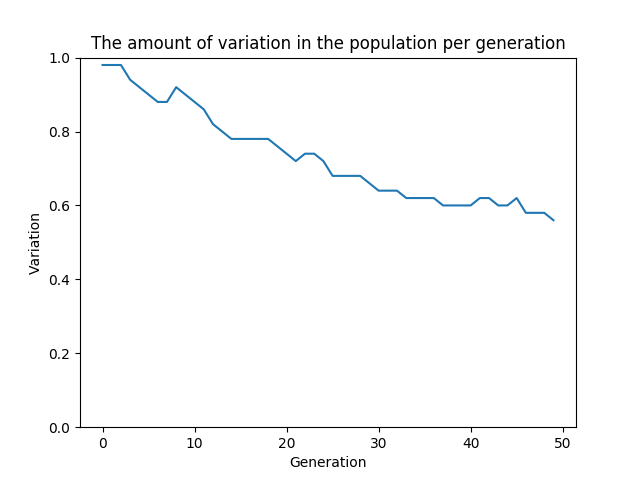 The amount of variation in the population per generation
1.0
0.8
0.6
0.4
0.2
0.0
Variation
0 10 20 30 40 50
Generation